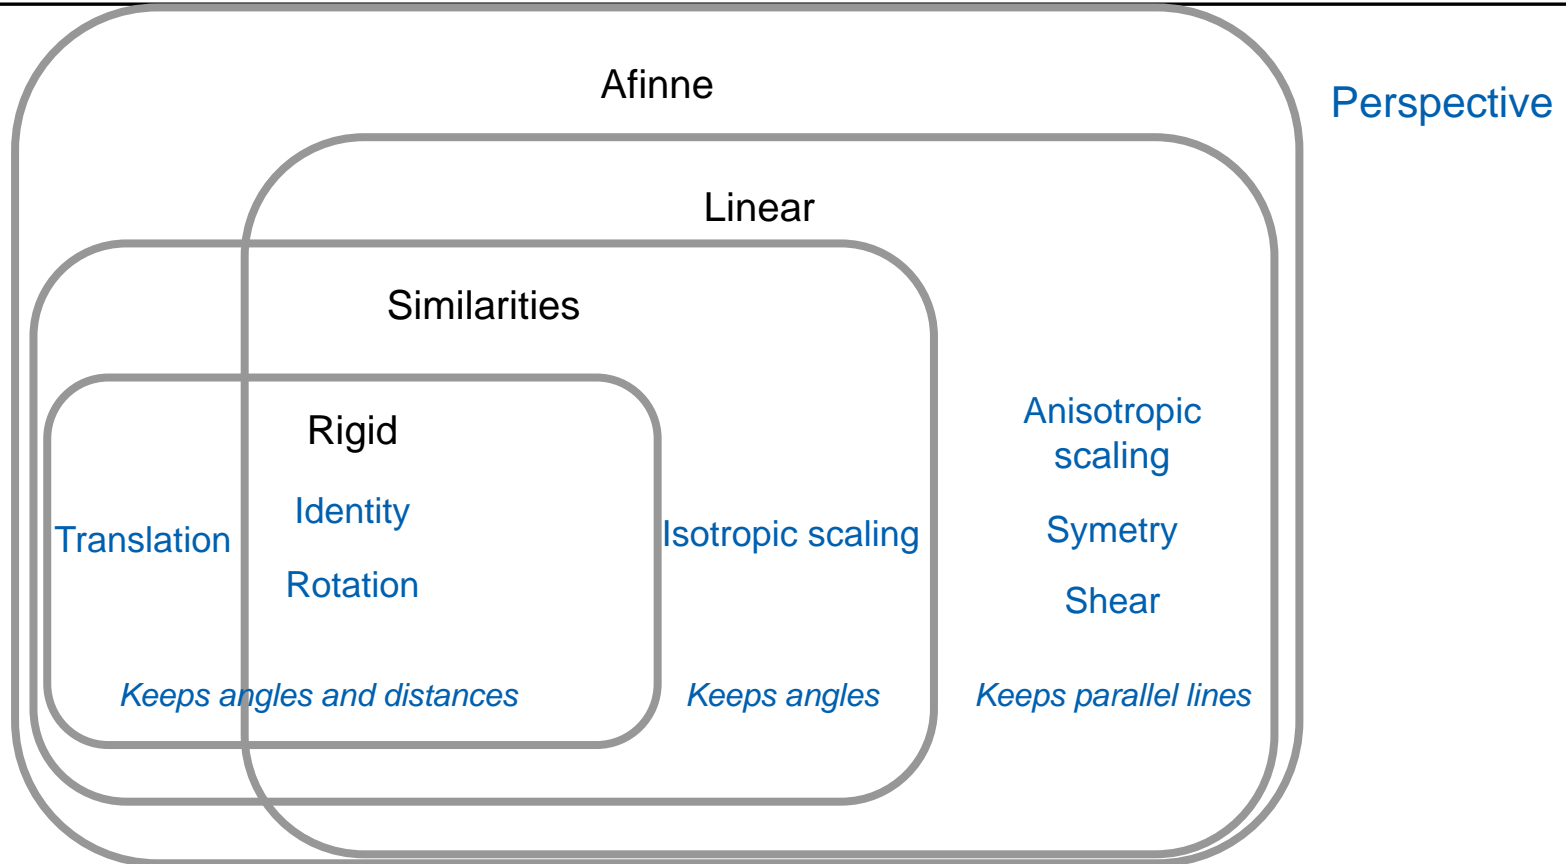 Afinne
Perspective
Linear
Similarities
Rigid
Anisotropic
scaling
Identity
Translation
Isotropic scaling
Symetry
Rotation
Shear
Keeps angles and distances
Keeps angles
Keeps parallel lines